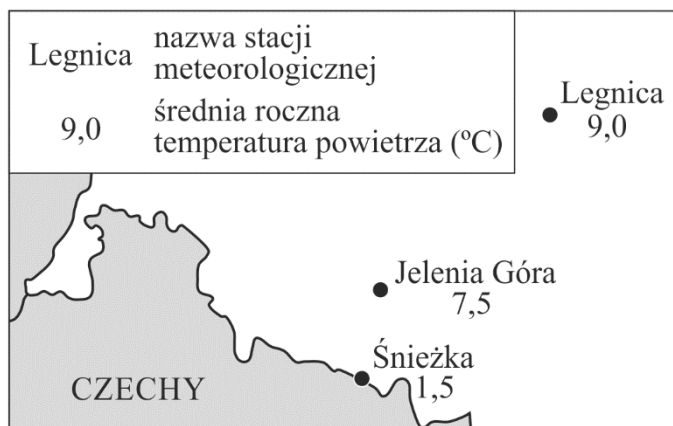 Legnica nazwa stacji
meteorologicznej
9,0 średnia roczna
temperatura powietrza (ºC)
Legnica
9,0
Jelenia Góra
7,5
Śnieżka
1,5
CZECHY